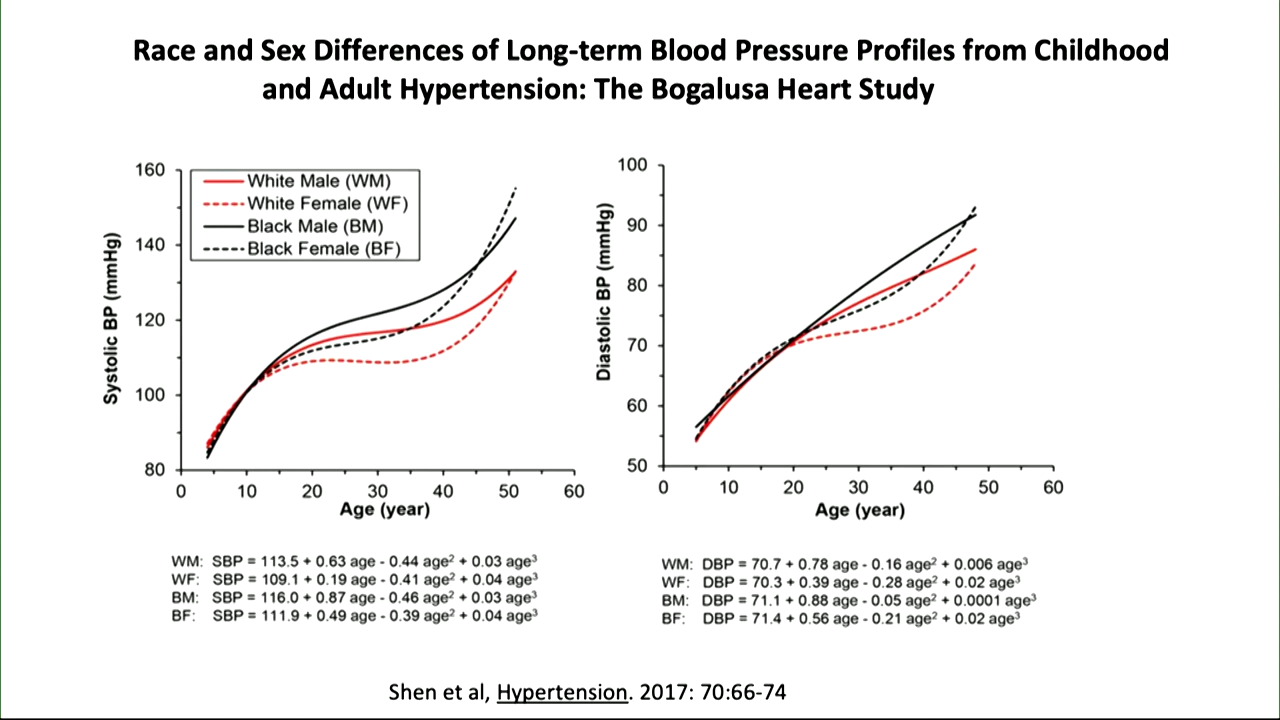 Race and Sex Differences of Long-term Blood Pressure Profiles from Childhood
and Adult Hypertension: The Bogalusa Heart Study
160
140
120
100
80
Systolic BP (mmHg)
White Male (WM)
White Female (WF)
Black Male (BM)
Black Female (BF)
0 10 20 30 40 50 60
Age (year)
100
90
80
70
60
50
Diastolic BP (mmHg)
0 10 20 30 40 50 60
Age (year)
WM: SBP = 113.5 + 0.63 age - 0.44 age² + 0.03 age³
WF: SBP = 109.1 + 0.19 age - 0.41 age² + 0.04 age³
BM: SBP = 116.0 + 0.87 age - 0.46 age² + 0.03 age³
BF: SBP = 111.9 + 0.49 age - 0.39 age² + 0.04 age³
WM: DBP = 70.7 + 0.78 age - 0.16 age² + 0.006 age³
WF: DBP = 70.3 + 0.39 age - 0.28 age² + 0.02 age³
BM: DBP = 71.1 + 0.88 age - 0.05 age² + 0.0001 age³
BF: DBP = 71.4 + 0.56 age - 0.21 age² + 0.02 age³
Shen et al, Hypertension. 2017: 70:66-74